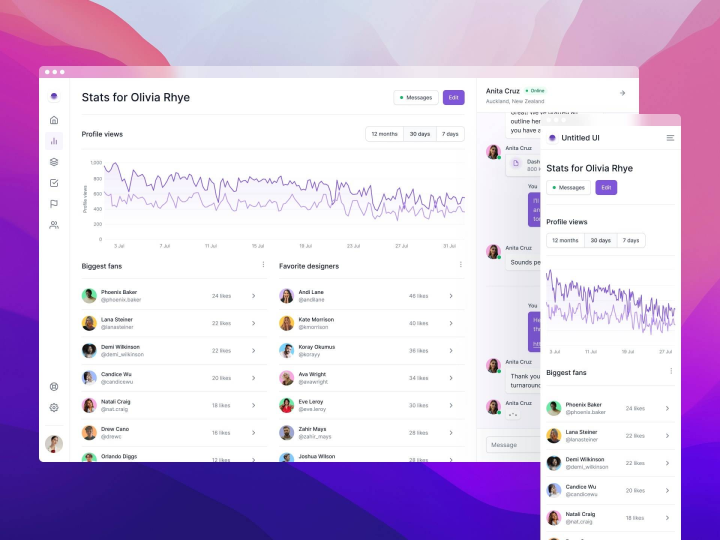 Stats for Olivia Rhye
Messages
Edit
Profile views
12 months
30 days
7 days
Profile views
1,000
800
600
400
200
0
3 Jul
7 Jul
11 Jul
15 Jul
19 Jul
23 Jul
27 Jul
31 Jul
Biggest fans
Phoenix Baker
@phoenix.baker
24 likes
Lana Steiner
@lanasteiner
22 likes
Demi Wilkinson
@demi_wilkinson
22 likes
Candice Wu
@candicewu
20 likes
Natali Craig
@nat.craig
18 likes
Drew Cano
@drewc
16 likes
Orlando Diggs
12 likes
Favorite designers
Andi Lane
@andilane
46 likes
Kate Morrison
@kmorrison
40 likes
Koray Okumus
@korayy
36 likes
Ava Wright
@avawright
34 likes
Eve Leroy
@eve.leroy
30 likes
Zahir Mays
@zahir_mays
28 likes
Joshua Wilson
28 likes
Anita Cruz
Online
Auckland, New Zealand
outline her
you have a
Anita Cruz
Dash
800 K
You
an
Anita Cruz
Sounds pe
You
He
the
Anita Cruz
Thank you
turnaroun
Anita Cruz
Message
Untitled UI
Stats for Olivia Rhye
Messages
Edit
Profile views
12 months
30 days
7 days
3 Jul
11 Jul
19 Jul
27 Jul
Biggest fans
Phoenix Baker
@phoenix.baker
24 likes
Lana Steiner
@lanasteiner
22 likes
Demi Wilkinson
@demi_wilkinson
22 likes
Candice Wu
@candicewu
20 likes
Natali Craig
@nat.craig
18 likes